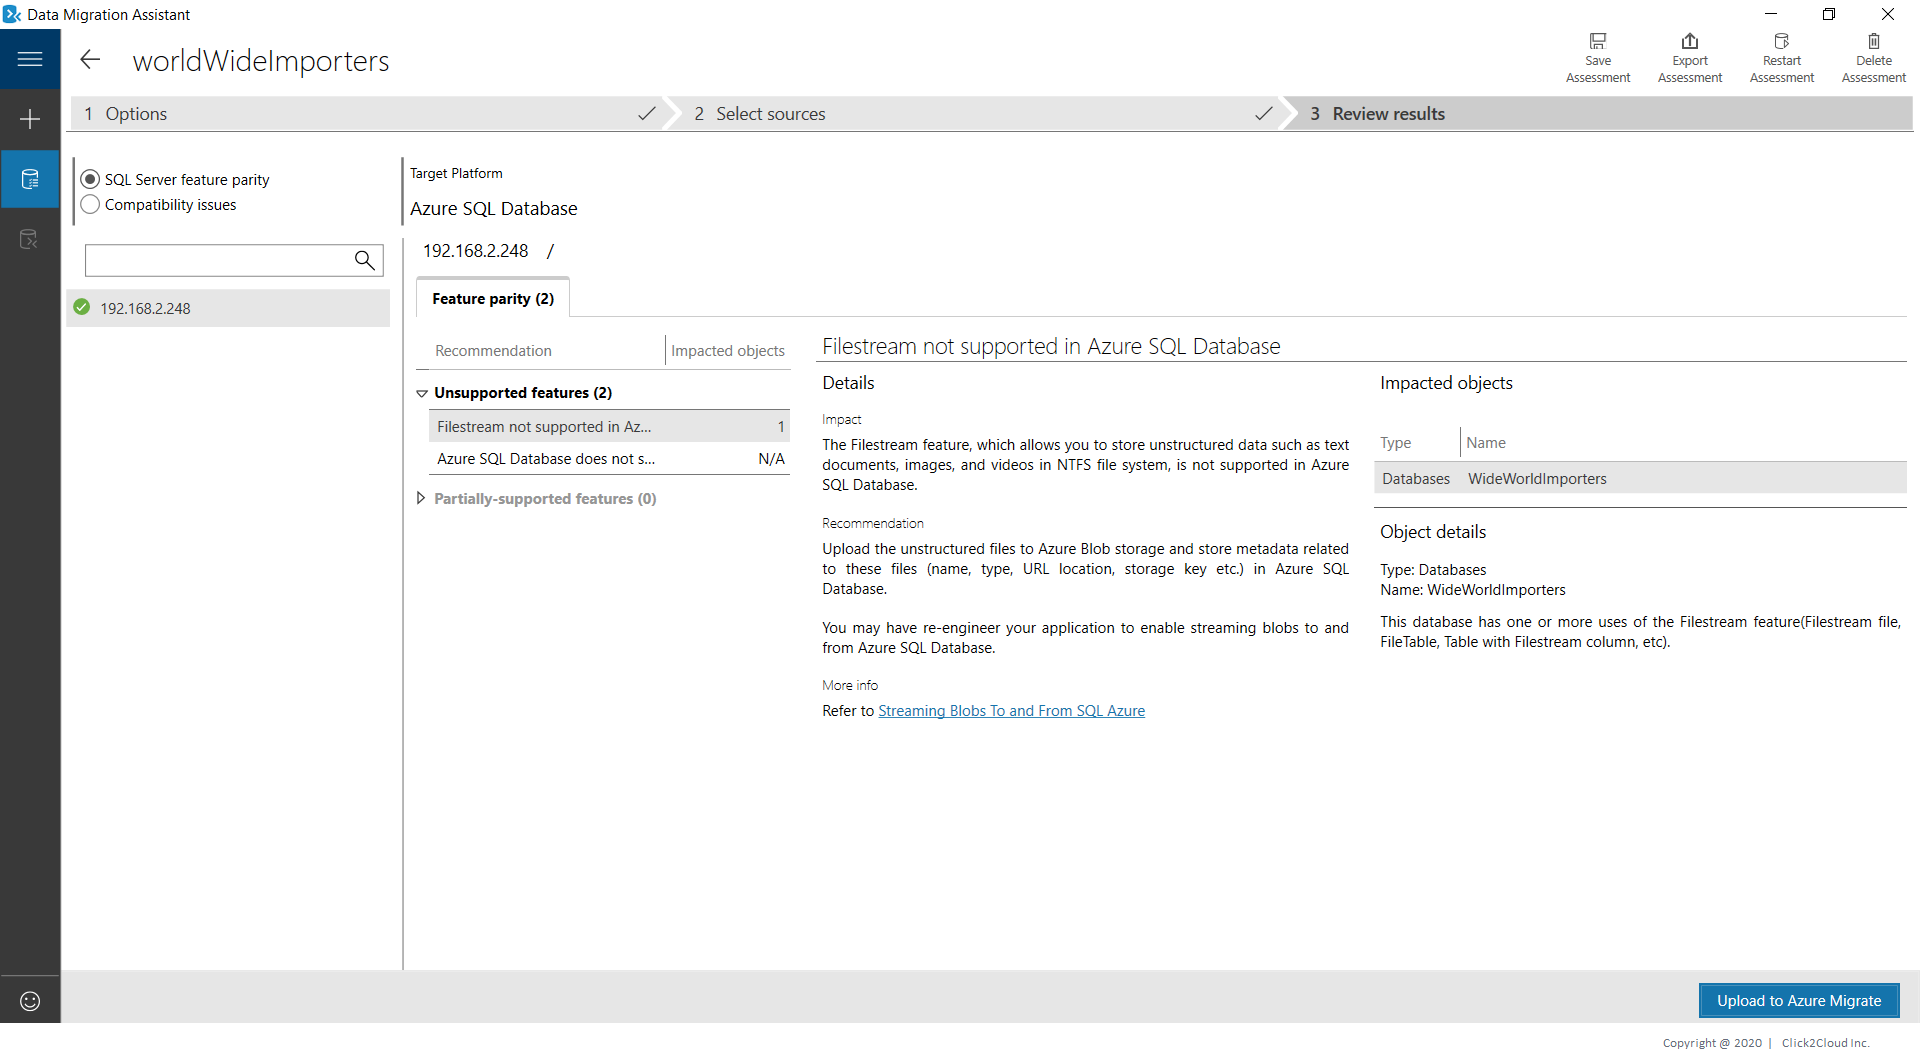 Data Migration Assistant
worldWideImporters
Save Assessment
Export Assessment
Restart Assessment
Delete Assessment
1 Options
2 Select sources
3 Review results
SQL Server feature parity
Compatibility issues
192.168.2.248
Target Platform
Azure SQL Database
192.168.2.248 /
Feature parity (2)
Recommendation Impacted objects
Unsupported features (2)
Filestream not supported in Az... 1
Azure SQL Database does not s... N/A
Partially-supported features (0)
Filestream not supported in Azure SQL Database
Details
Impact
The Filestream feature, which allows you to store unstructured data such as text
documents, images, and videos in NTFS file system, is not supported in Azure
SQL Database.
Recommendation
Upload the unstructured files to Azure Blob storage and store metadata related
to these files (name, type, URL location, storage key etc.) in Azure SQL
Database.
You may have re-engineer your application to enable streaming blobs to and
from Azure SQL Database.
More info
Refer to Streaming Blobs To and From SQL Azure
Impacted objects
Type Name
Databases WideWorldImporters
Object details
Type: Databases
Name: WideWorldImporters
This database has one or more uses of the Filestream feature(Filestream file,
FileTable, Table with Filestream column, etc).
Upload to Azure Migrate
Copyright @ 2020 | Click2Cloud Inc.